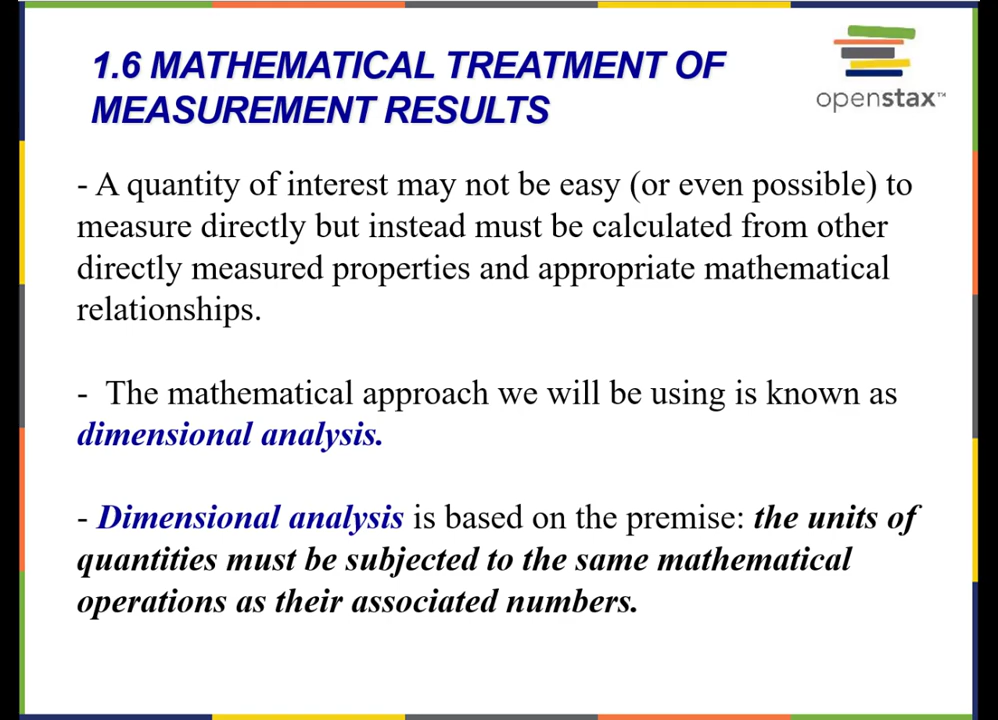 1.6 MATHEMATICAL TREATMENT OF
MEASUREMENT RESULTS
openstax™
- A quantity of interest may not be easy (or even possible) to
measure directly but instead must be calculated from other
directly measured properties and appropriate mathematical
relationships.
- The mathematical approach we will be using is known as
dimensional analysis.
- Dimensional analysis is based on the premise: the units of
quantities must be subjected to the same mathematical
operations as their associated numbers.